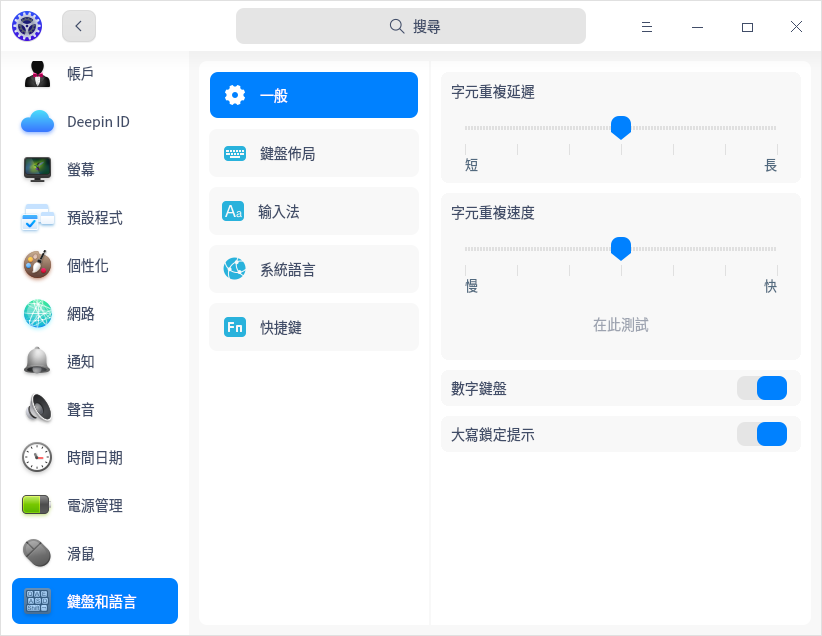 搜尋
帳戶
Deepin ID
螢幕
預設程式
個性化
網路
通知
聲音
時間日期
電源管理
滑鼠
鍵盤和語言
一般
鍵盤佈局
Aa
输入法
系統語言
Fn
快捷鍵
字元重複延遲
短 長
字元重複速度
慢 快
在此測試
數字鍵盤
大寫鎖定提示